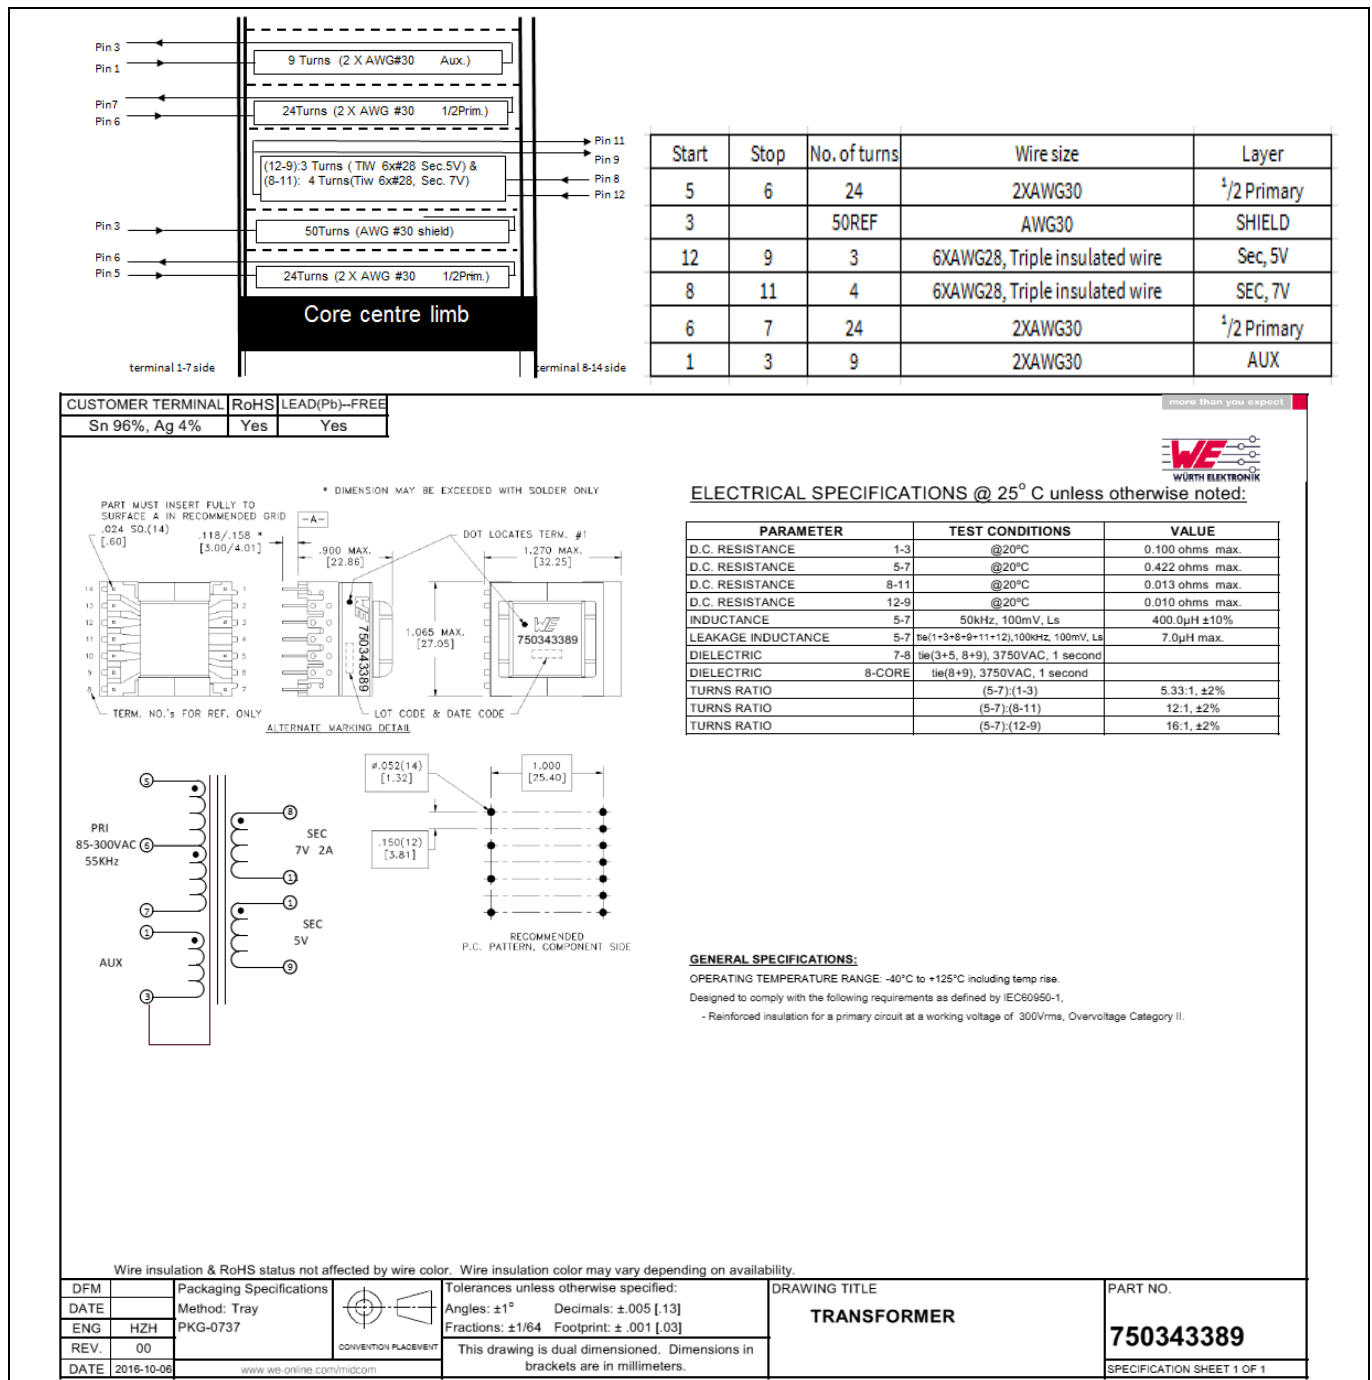 Pin 3
Pin 1
9 Turns (2 X AWG#30 Aux.)
Pin7
Pin 6
24Turns (2 X AWG #30 1/2Prim.)
Pin 11
Pin 9
Pin 8
Pin 12
(12-9):3 Turns ( TIW 6x#28 Sec.5V) &
(8-11): 4 Turns(Tiw 6x#28, Sec. 7V)
Pin 3
50Turns (AWG #30 shield)
Pin 6
Pin 5
24Turns (2 X AWG #30 1/2Prim.)
Core centre limb
terminal 1-7 side
terminal 8-14 side
Start Stop No. of turns Wire size Layer
5 6 24 2XAWG30 1/2 Primary
3 50REF AWG30 SHIELD
12 9 3 6XAWG28, Triple insulated wire Sec, 5V
8 11 4 6XAWG28, Triple insulated wire SEC, 7V
6 7 24 2XAWG30 1/2 Primary
1 3 9 2XAWG30 AUX
CUSTOMER TERMINAL RoHS LEAD(Pb)--FREE
Sn 96%, Ag 4% Yes Yes
more than you expect
WE
WÜRTH ELEKTRONIK
* DIMENSION MAY BE EXCEEDED WITH SOLDER ONLY
PART MUST INSERT FULLY TO
SURFACE A IN RECOMMENDED GRID
.024 SQ.(14)
[.60]
.118/.158 *
[3.00/4.01]
-A-
.900 MAX.
[22.86]
DOT LOCATES TERM. #1
1.270 MAX.
[32.25]
14
13
12
11
10
9
8
1
2
3
4
5
6
7
WE 750343389
1.065 MAX.
[27.05]
WE
750343389
TERM. NO.'s FOR REF. ONLY
LOT CODE & DATE CODE
ALTERNATE MARKING DETAIL
ELECTRICAL SPECIFICATIONS @ 25° C unless otherwise noted:
PARAMETER TEST CONDITIONS VALUE
D.C. RESISTANCE 1-3 @20ºC 0.100 ohms max.
D.C. RESISTANCE 5-7 @20ºC 0.422 ohms max.
D.C. RESISTANCE 8-11 @20ºC 0.013 ohms max.
D.C. RESISTANCE 12-9 @20ºC 0.010 ohms max.
INDUCTANCE 5-7 50kHz, 100mV, Ls 400.0µH ±10%
LEAKAGE INDUCTANCE 5-7 tie(1+3+8+9+11+12),100kHz, 100mV, Ls 7.0µH max.
DIELECTRIC 7-8 tie(3+5, 8+9), 3750VAC, 1 second
DIELECTRIC 8-CORE tie(8+9), 3750VAC, 1 second
TURNS RATIO (5-7):(1-3) 5.33:1, ±2%
TURNS RATIO (5-7):(8-11) 12:1, ±2%
TURNS RATIO (5-7):(12-9) 16:1, ±2%
5
PRI
85-300VAC 6
55KHz
7
1
AUX
3
8
SEC
7V 2A
11
1
SEC
5V
9
ø.052(14)
[1.32]
1.000
[25.40]
.150(12)
[3.81]
RECOMMENDED
P.C. PATTERN, COMPONENT SIDE
GENERAL SPECIFICATIONS:
OPERATING TEMPERATURE RANGE: -40°C to +125°C including temp rise.
Designed to comply with the following requirements as defined by IEC60950-1,
- Reinforced insulation for a primary circuit at a working voltage of 300Vrms, Overvoltage Category II.
Wire insulation & RoHS status not affected by wire color. Wire insulation color may vary depending on availability.
DFM
DATE
ENG HZH
REV. 00
DATE 2016-10-06
Packaging Specifications
Method: Tray
PKG-0737
www.we-online.com/midcom
CONVENTION PLACEMENT
Tolerances unless otherwise specified:
Angles: ±1° Decimals: ±.005 [.13]
Fractions: ±1/64 Footprint: ± .001 [.03]
This drawing is dual dimensioned. Dimensions in
brackets are in millimeters.
DRAWING TITLE
TRANSFORMER
PART NO.
750343389
SPECIFICATION SHEET 1 OF 1